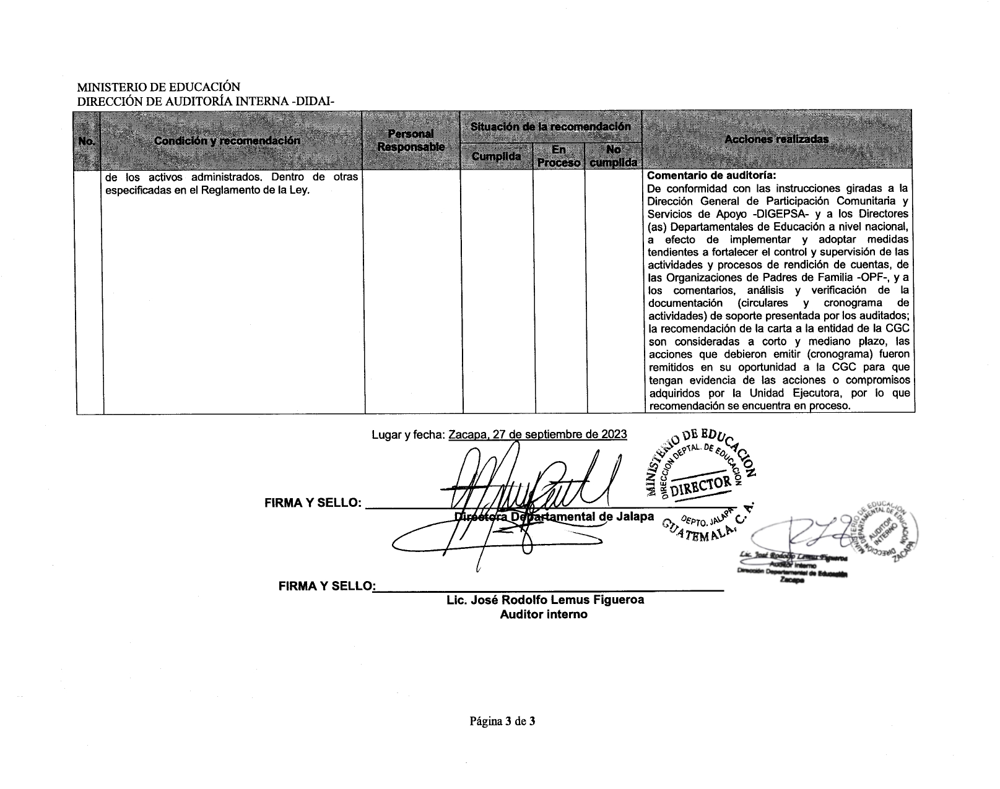 MINISTERIO DE EDUCACIÓN
DIRECCIÓN DE AUDITORÍA INTERNA -DIDAI-
No.
Condición y recomendación
Personal
Responsable
Situación de la recomendación
Cumplida
En
Proceso
No
cumplida
Acciones realizadas
de los activos administrados. Dentro de otras
especificadas en el Reglamento de la Ley.
Comentario de auditoría:
De conformidad con las instrucciones giradas a la
Dirección General de Participación Comunitaria y
Servicios de Apoyo -DIGEPSA- y a los Directores
(as) Departamentales de Educación a nivel nacional,
a efecto de implementar y adoptar medidas
tendientes a fortalecer el control y supervisión de las
actividades y procesos de rendición de cuentas, de
las Organizaciones de Padres de Familia -OPF-, y a
los comentarios, análisis y verificación de la
documentación (circulares y cronograma de
actividades) de soporte presentada por los auditados;
la recomendación de la carta a la entidad de la CGC
son consideradas a corto y mediano plazo, las
acciones que debieron emitir (cronograma) fueron
remitidos en su oportunidad a la CGC para que
tengan evidencia de las acciones o compromisos
adquiridos por la Unidad Ejecutora, por lo que
recomendación se encuentra en proceso.
Lugar y fecha: Zacapa, 27 de septiembre de 2023
MINISTERIO DE EDUCACION
DIRECCION DEPTAL. DE EDUCACION
DIRECTOR
DEPTO. JALAPA
GUATEMALA, C. A.
FIRMA Y SELLO:
Directora Departamental de Jalapa
MINISTERIO DE EDUCACION
DIRECCION DEPARTAMENTAL DE EDUCACION
AUDITOR
INTERNO
ZACAPA
Lic. José Rodolfo Lemus Figueroa
Auditor Interno
Dirección Departamental de Educación
Zacapa
FIRMA Y SELLO:
Lic. José Rodolfo Lemus Figueroa
Auditor interno
Página 3 de 3